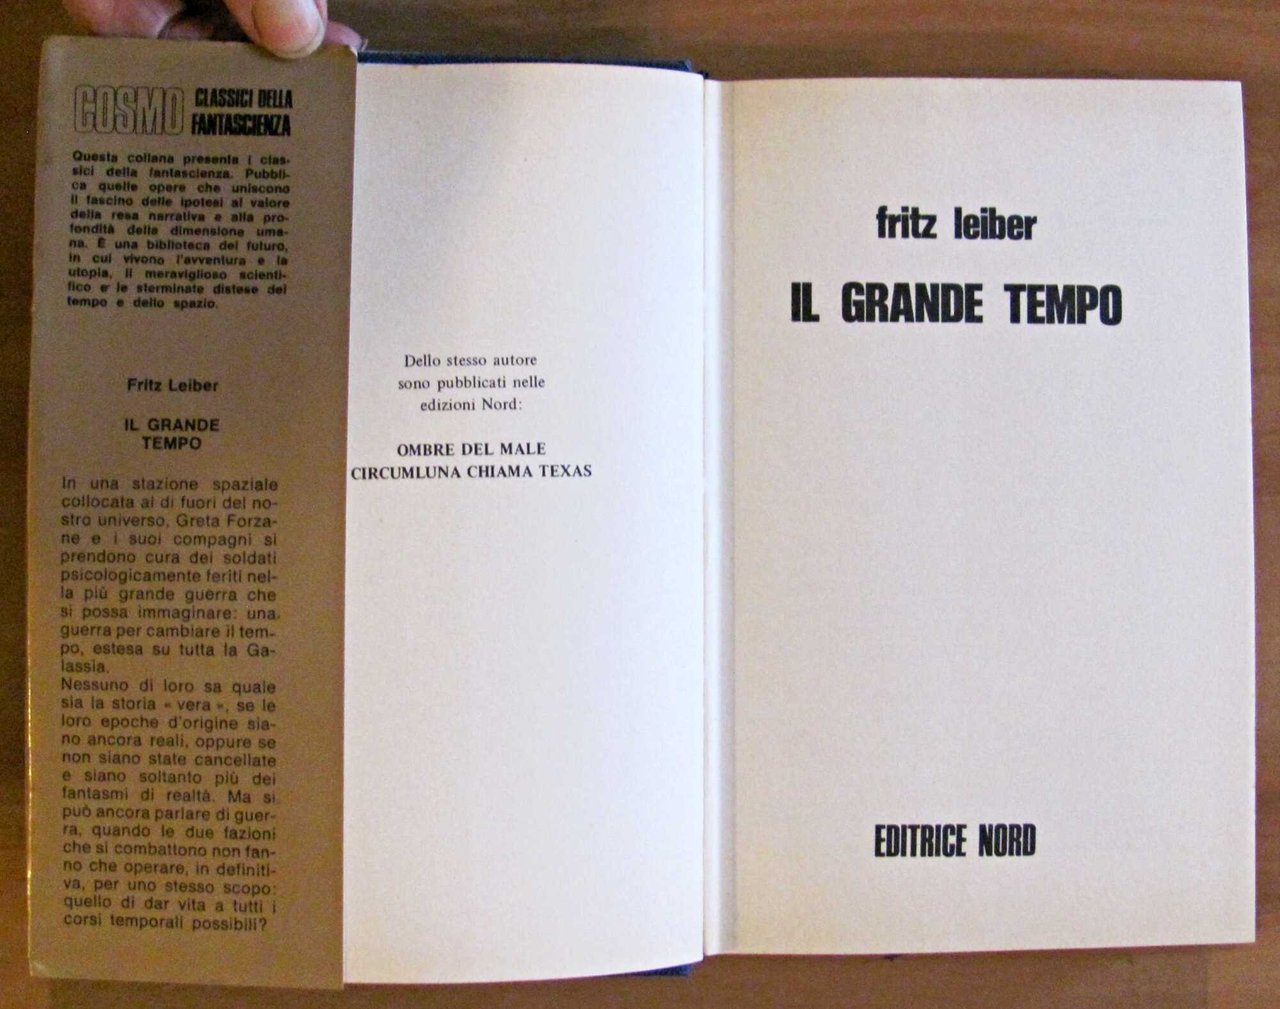 COSMO CLASSICI DELLA
FANTASCIENZA
Questa collana presenta i clas-
sici della fantascienza. Pubbli-
ca quelle opere che uniscono
il fascino delle ipotesi al valore
della resa narrativa e alla pro-
fondità della dimensione uma-
na. È una biblioteca del futuro,
in cui vivono l'avventura e la
utopia, il meraviglioso scienti-
fico e le sterminate distese del
tempo e dello spazio.
Fritz Leiber
IL GRANDE
TEMPO
In una stazione spaziale
collocata al di fuori del no-
stro universo, Greta Forza-
ne e i suoi compagni si
prendono cura dei soldati
psicologicamente feriti nel-
la più grande guerra che
si possa immaginare: una
guerra per cambiare il tem-
po, estesa su tutta la Ga-
lassia.
Nessuno di loro sa quale
sia la storia « vera », se le
loro epoche d'origine sia-
no ancora reali, oppure se
non siano state cancellate
e siano soltanto più dei
fantasmi di realtà. Ma si
può ancora parlare di guer-
ra, quando le due fazioni
che si combattono non fan-
no che operare, in definiti-
va, per uno stesso scopo:
quello di dar vita a tutti i
corsi temporali possibili?
Dello stesso autore
sono pubblicati nelle
edizioni Nord:
OMBRE DEL MALE
CIRCUMLUNA CHIAMA TEXAS
fritz leiber
IL GRANDE TEMPO
EDITRICE NORD